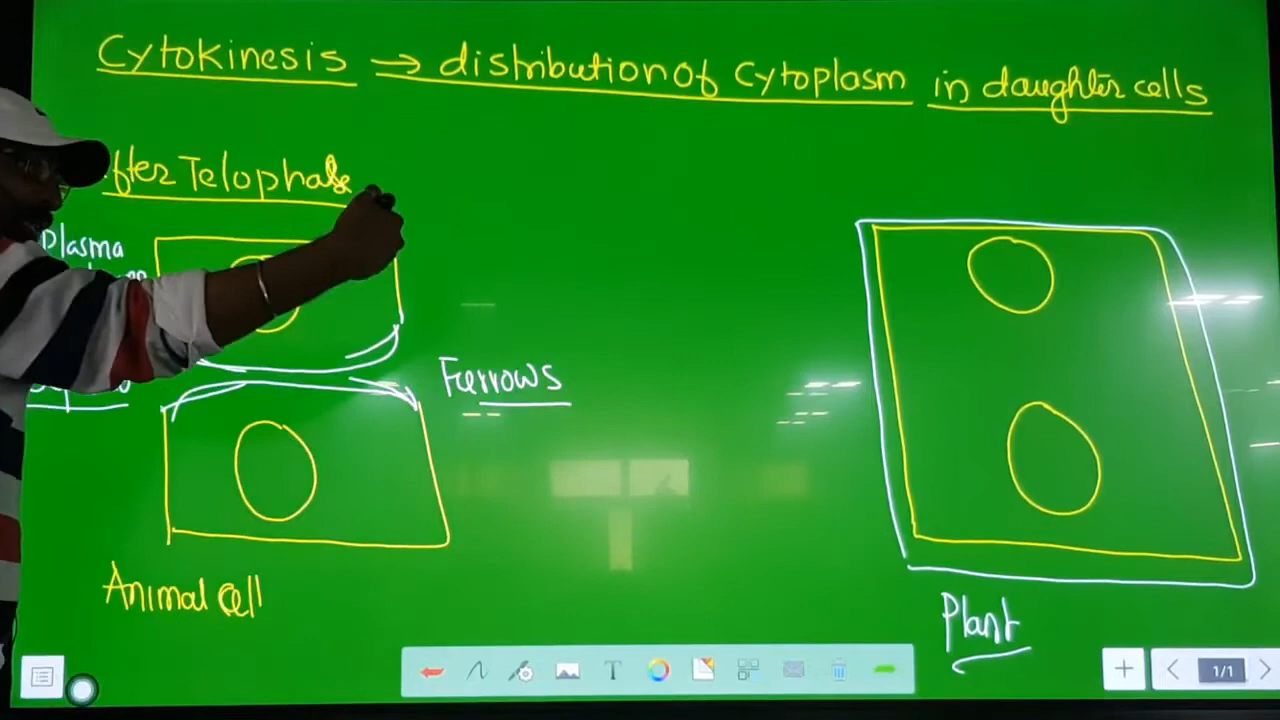 Cytokinesis → distribution of Cytoplasm in daughter cells
fter Telophase
Plasma
Furrows
Animal Cell
Plant
1/1